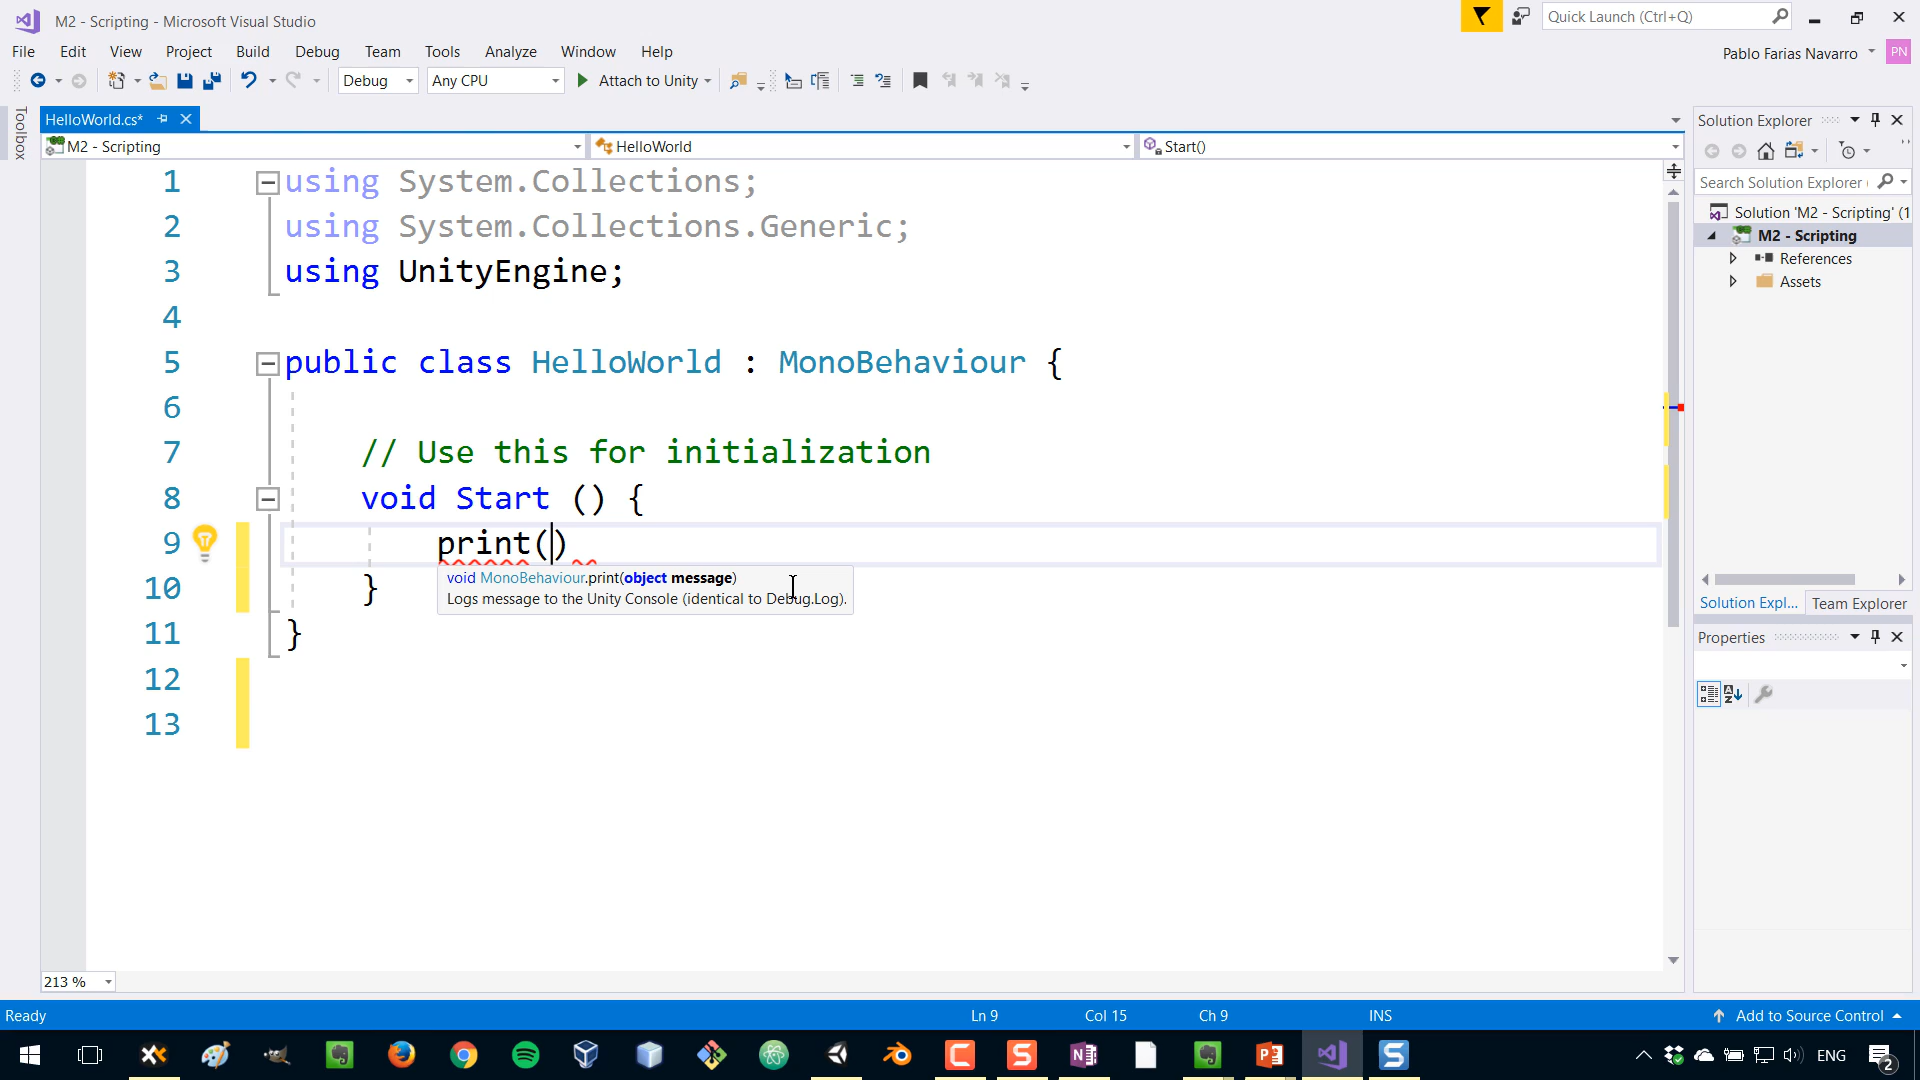 M2 - Scripting - Microsoft Visual Studio
Quick Launch (Ctrl+Q)
File Edit View Project Build Debug Team Tools Analyze Window Help
Pablo Farias Navarro PN
Debug Any CPU Attach to Unity
Toolbox
HelloWorld.cs*
M2 - Scripting HelloWorld Start()
1 using System.Collections;
2 using System.Collections.Generic;
3 using UnityEngine;
4
5 public class HelloWorld : MonoBehaviour {
6
7 // Use this for initialization
8 void Start () {
9 print()
void MonoBehaviour.print(object message)
Logs message to the Unity Console (identical to Debug.Log).
10 }
11 }
12
13
213 %
Solution Explorer
Search Solution Explorer (
Solution 'M2 - Scripting' (1
M2 - Scripting
References
Assets
Solution Expl... Team Explorer
Properties
Ready Ln 9 Col 15 Ch 9 INS Add to Source Control
ENG 2